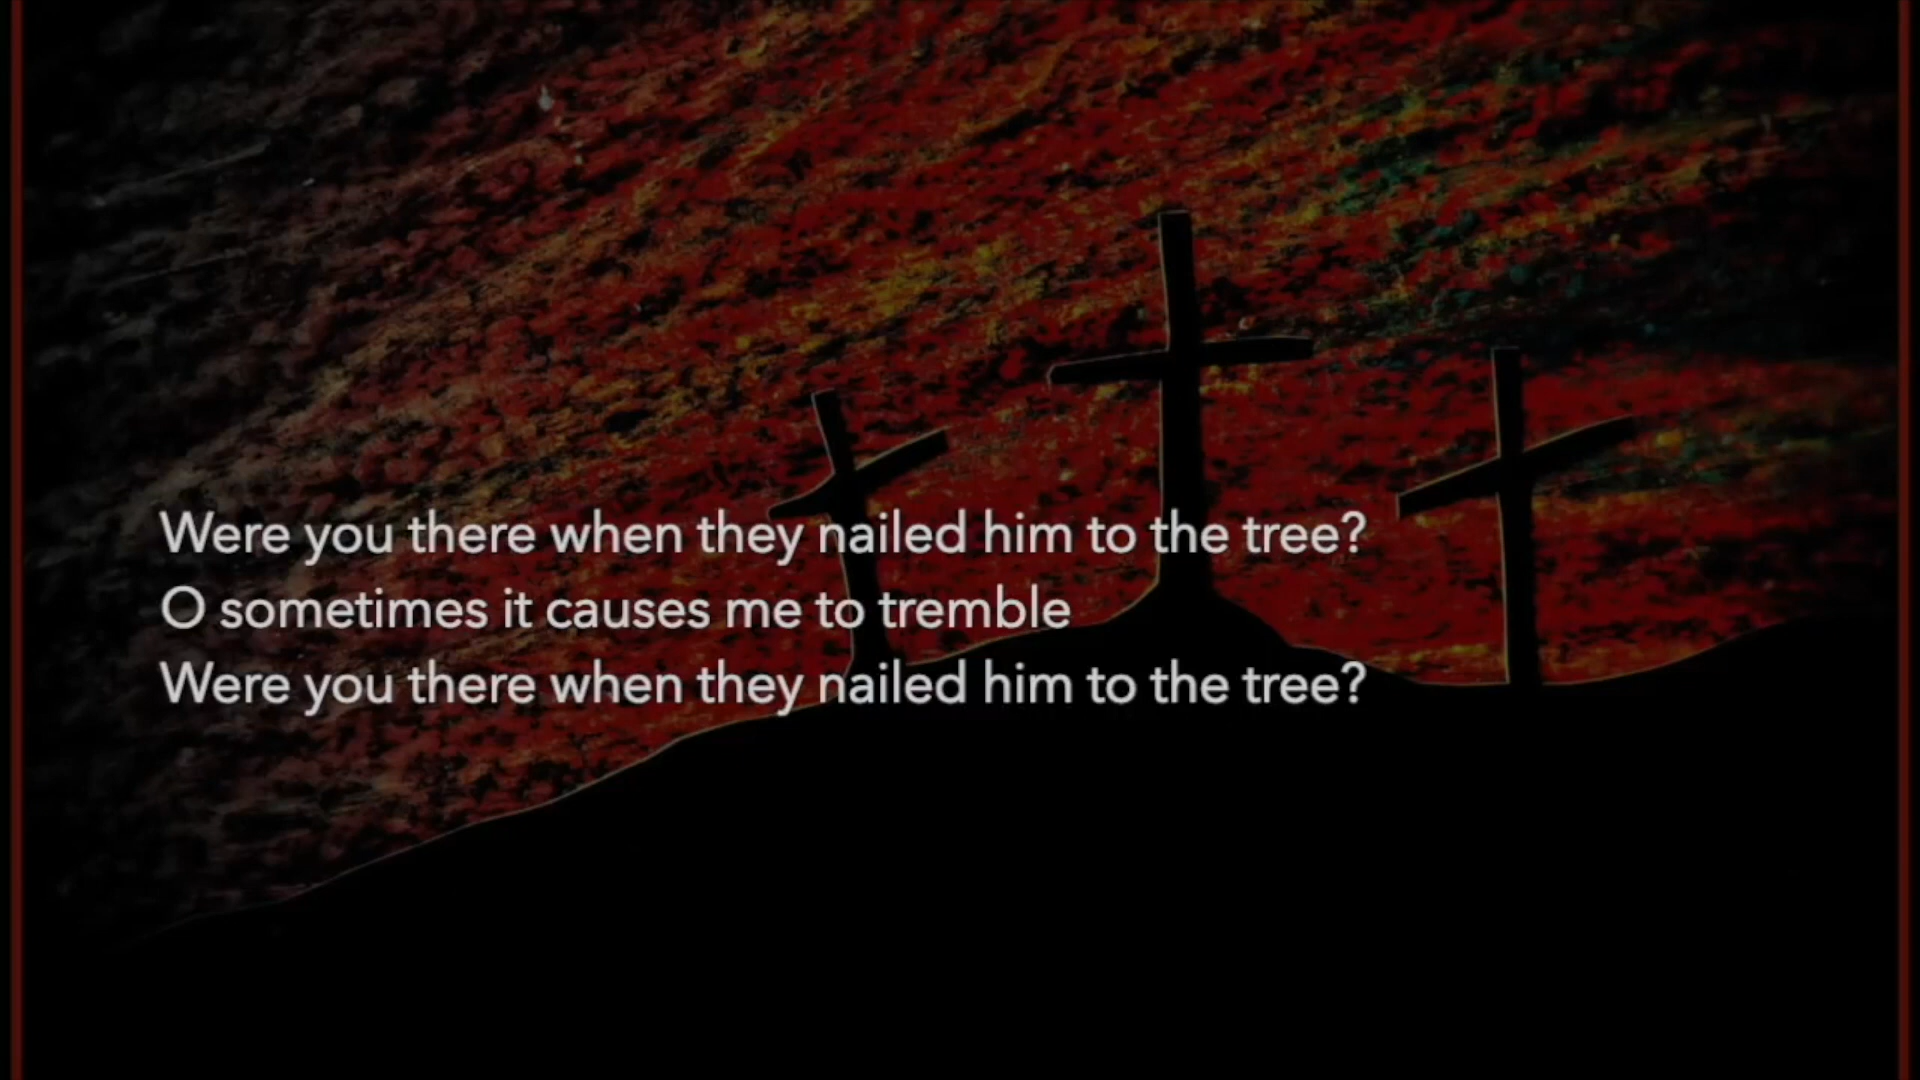 Were you there when they nailed him to the tree?
O sometimes it causes me to tremble
Were you there when they nailed him to the tree?